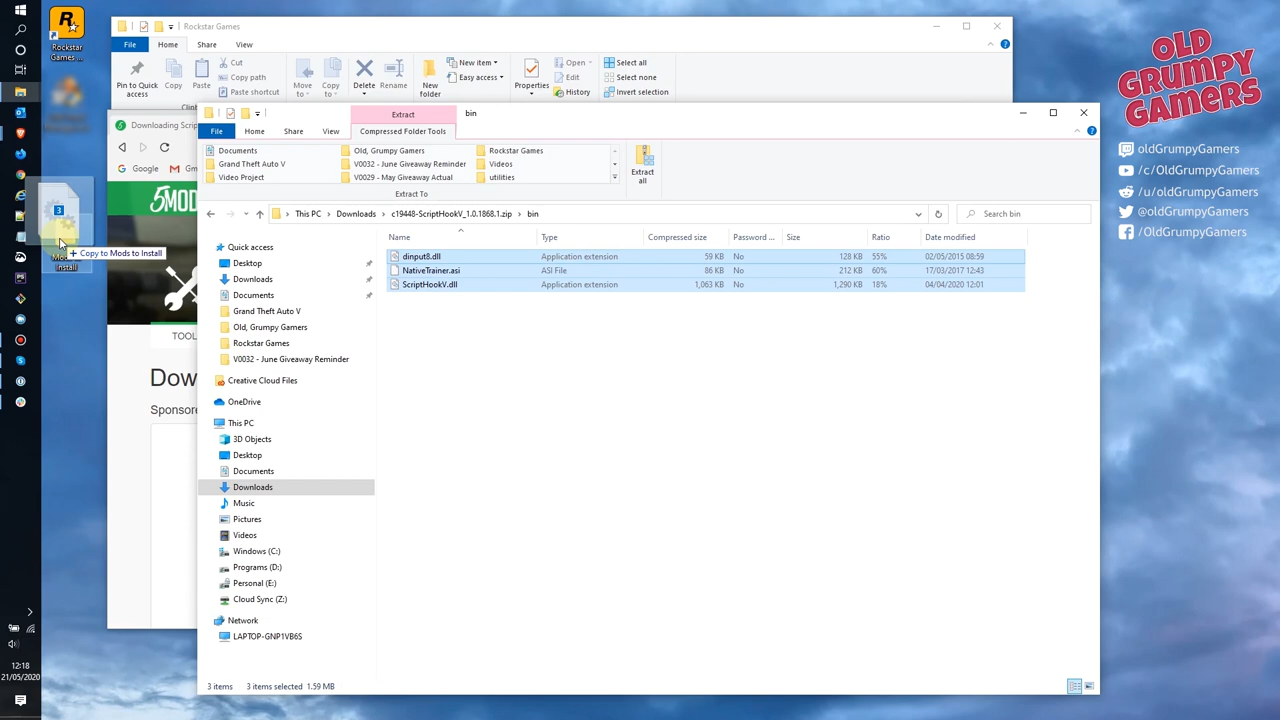 Rockstar
Games ...
Rockstar Games
File
Home
Share
View
Pin to Quick
access
Copy
Paste
Cut
Copy path
Paste shortcut
Move
to
Copy
to
Delete
Rename
New
folder
New item
Easy access
Properties
Open
Edit
History
Select all
Select none
Invert selection
Downloading Scrip
Google
5MOD
TOOL
Dow
Sponsore
bin
Extract
File
Home
Share
View
Compressed Folder Tools
Documents
Grand Theft Auto V
Video Project
Old, Grumpy Gamers
V0032 - June Giveaway Reminder
V0029 - May Giveaway Actual
Rockstar Games
Videos
utilities
Extract
all
Extract To
This PC
Downloads
c19448-ScriptHookV_1.0.1868.1.zip
bin
Search bin
Name
Type
Compressed size
Password ...
Size
Ratio
Date modified
dinput8.dll Application extension 59 KB No 128 KB 55% 02/05/2015 08:59
NativeTrainer.asi ASI File 86 KB No 212 KB 60% 17/03/2017 12:43
ScriptHookV.dll Application extension 1,063 KB No 1,290 KB 18% 04/04/2020 12:01
3
Copy to Mods to Install
Install
Quick access
Desktop
Downloads
Documents
Grand Theft Auto V
Old, Grumpy Gamers
Rockstar Games
V0032 - June Giveaway Reminder
Creative Cloud Files
OneDrive
This PC
3D Objects
Desktop
Documents
Downloads
Music
Pictures
Videos
Windows (C:)
Programs (D:)
Personal (E:)
Cloud Sync (Z:)
Network
LAPTOP-GNP1VB6S
3 items
3 items selected 1.59 MB
12:18
21/05/2020
OLD
GRUMPY
GAMERS
oldGrumpyGamers
/c/OldGrumpyGamers
/u/oldGrumpyGamers
@oldGrumpyGamers
/OldGrumpyGamers